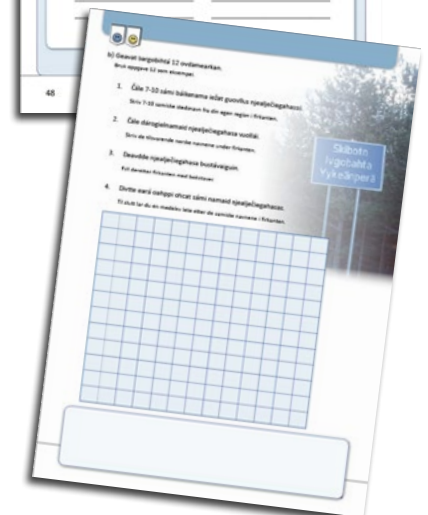 48
b) Geavat bargobihtá 12 ovdamearkan.
Bruk oppgave 12 som eksempel.
1. Čále 7-10 sámi báikenama iežat guovllus njealječiegahassii.
Skriv 7-10 samiske stedsnavn fra din egen region i firkanten.
2. Čále dárogielnamaid njealječiegahasa vuollái.
Skriv de tilsvarende norske navnene under firkanten.
3. Deavdde njealječiegahasa bustávaiguin.
Fyll deretter firkanten med bokstaver.
4. Divtte eará oahppi ohcat sámi namaid njealječiegahasas.
Til slutt lar du en medelev lete etter de samiske navnene i firkanten.
Skibotn
Ivgobahta
Yykeänperä